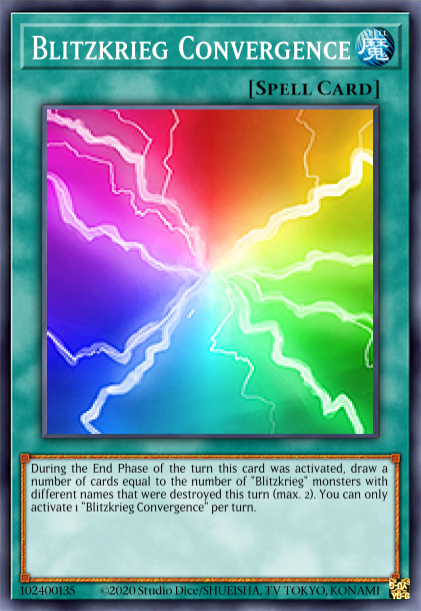 BLITZKRIEG CONVERGENCE
SPELL
魔
[SPELL CARD]
During the End Phase of the turn this card was activated, draw a
number of cards equal to the number of "Blitzkrieg" monsters with
different names that were destroyed this turn (max. 2). You can only
activate 1 "Blitzkrieg Convergence" per turn.
102400135 ©2020 Studio Dice/SHUEISHA, TV TOKYO, KONAMI